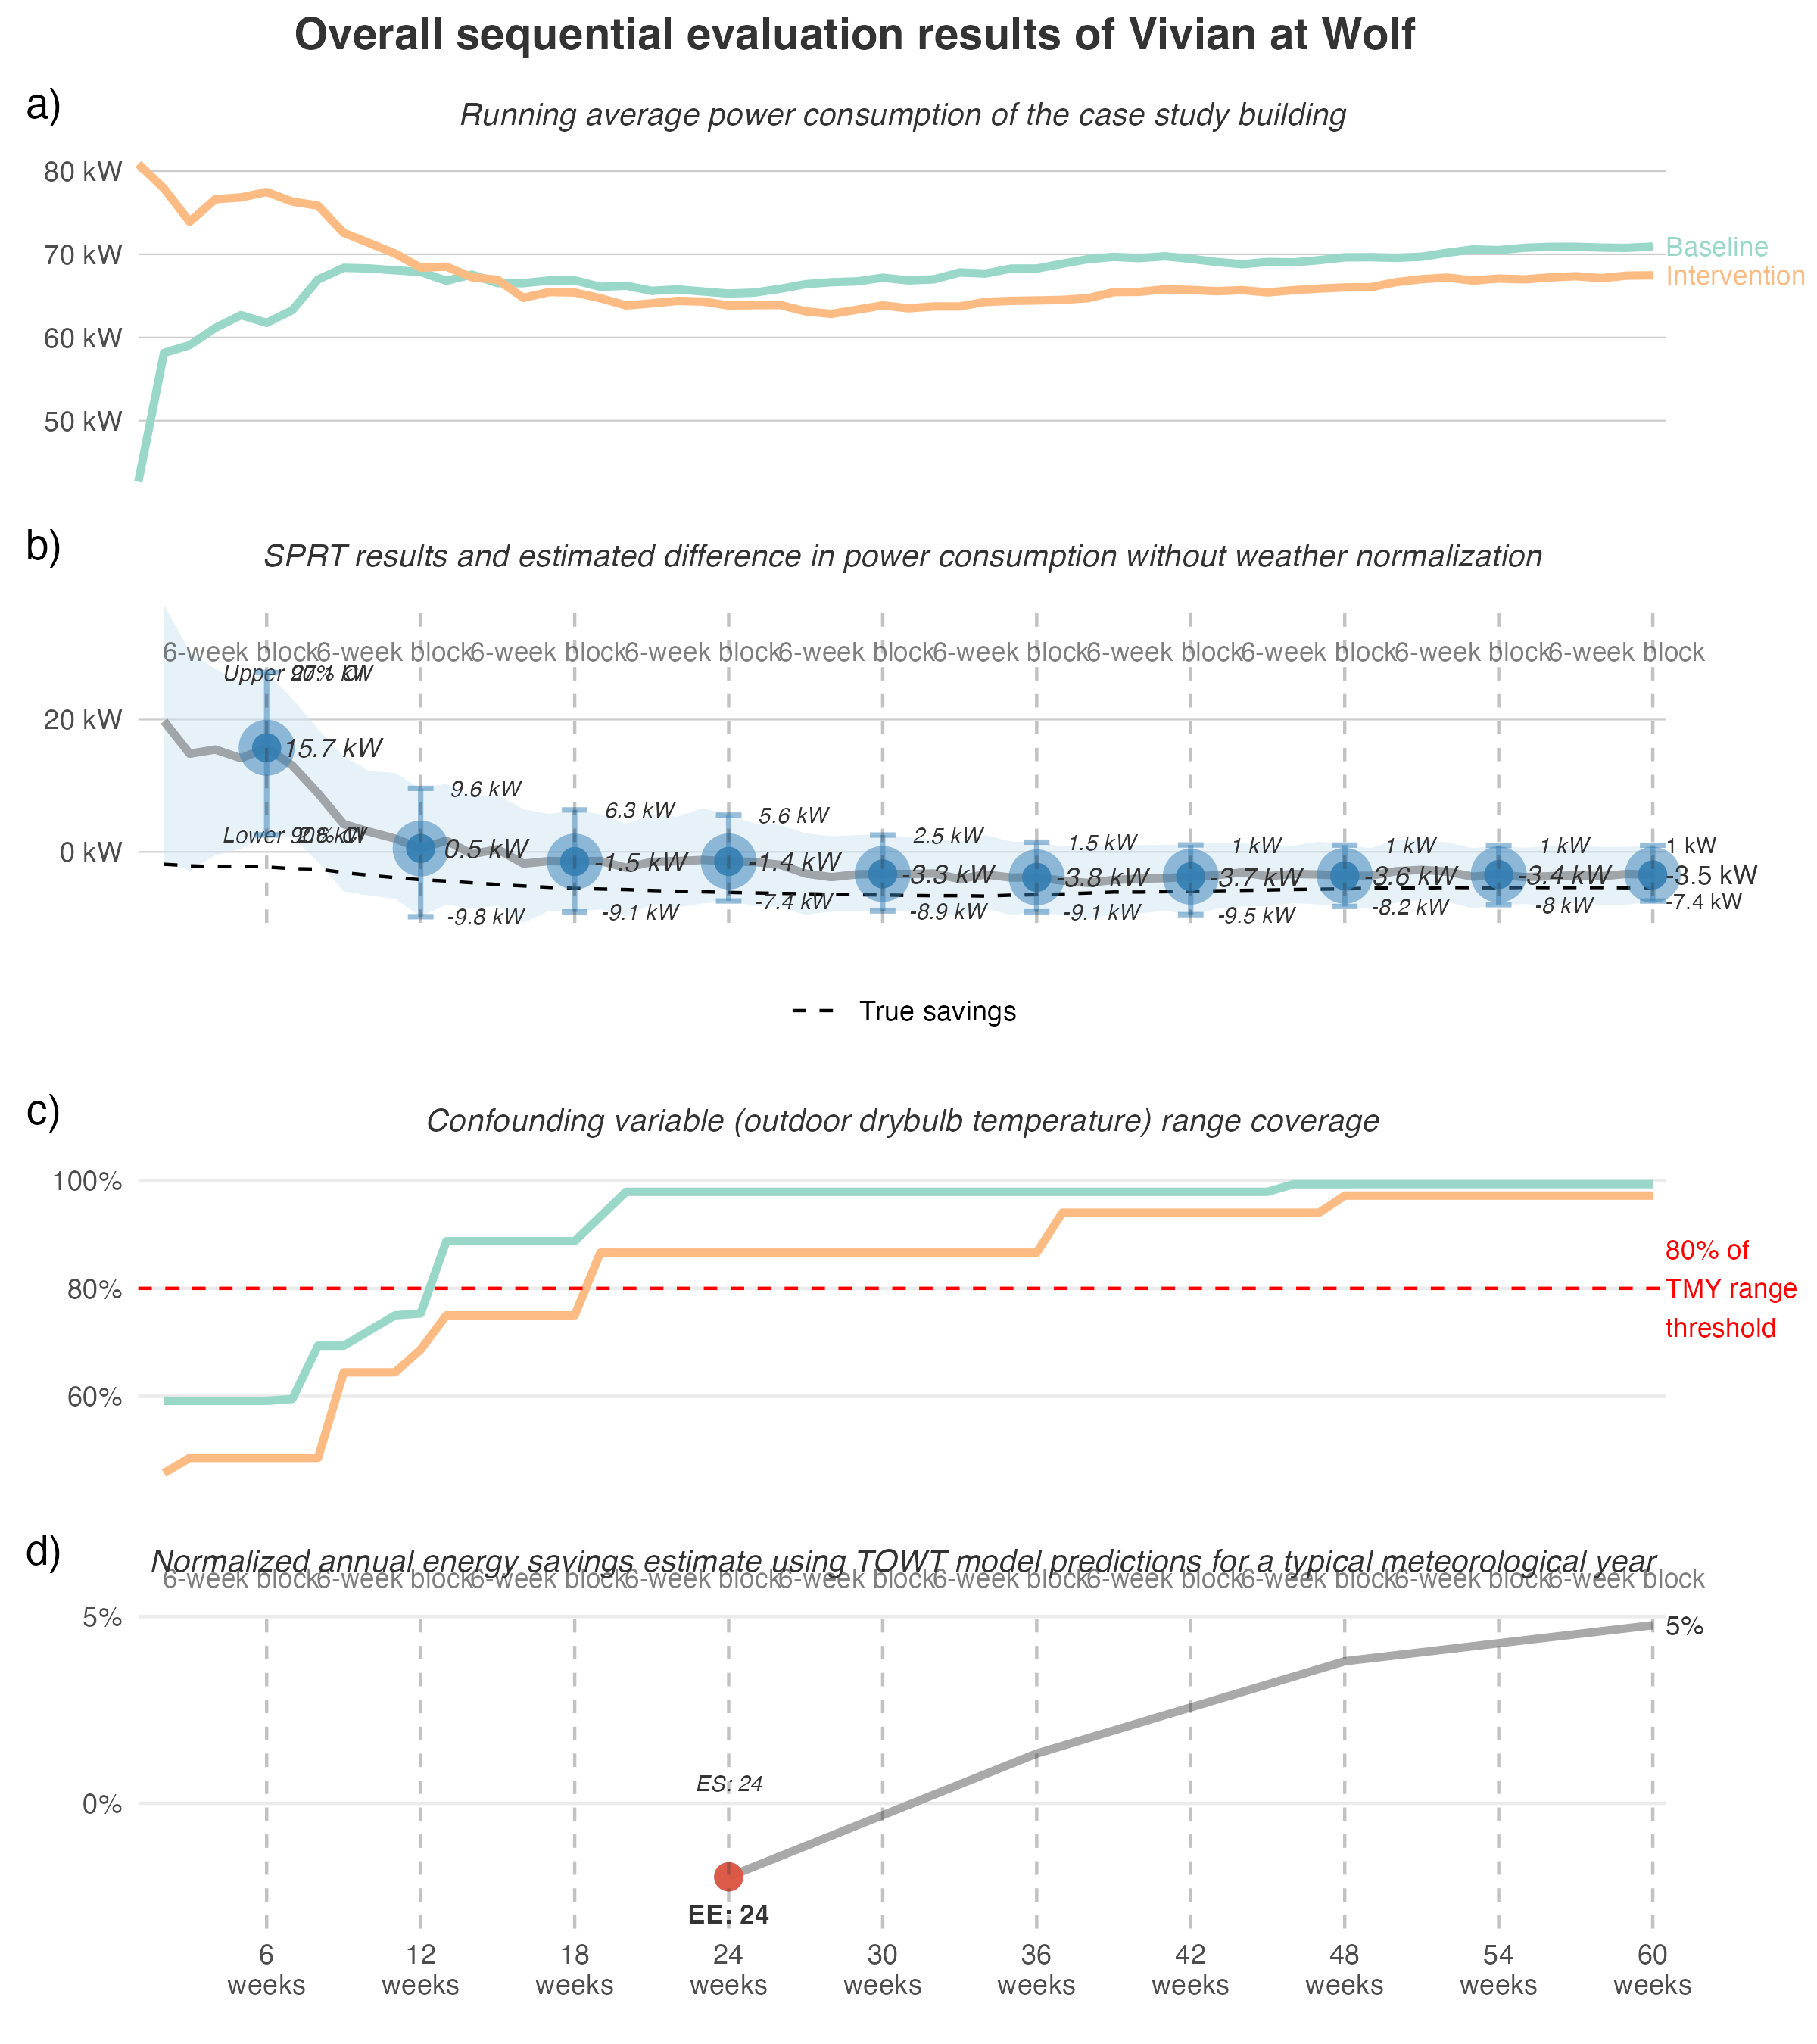 Overall sequential evaluation results of Vivian at Wolf
a)
Running average power consumption of the case study building
80 kW
70 kW
60 kW
50 kW
Baseline
Intervention
b)
SPRT results and estimated difference in power consumption without weather normalization
6-week block 6-week block 6-week block 6-week block 6-week block 6-week block 6-week block 6-week block 6-week block 6-week block
Upper 90% CI 27.1 kW
20 kW
15.7 kW
9.6 kW
6.3 kW
5.6 kW
2.5 kW
1.5 kW
1 kW
1 kW
1 kW
1 kW
Lower 90% CI 2.6 kW
0 kW
0.5 kW
-1.5 kW
-1.4 kW
-3.3 kW
-3.8 kW
-3.7 kW
-3.6 kW
-3.4 kW
-3.5 kW
-9.8 kW
-9.1 kW
-7.4 kW
-8.9 kW
-9.1 kW
-9.5 kW
-8.2 kW
-8 kW
-7.4 kW
True savings
c)
Confounding variable (outdoor drybulb temperature) range coverage
100%
80%
60%
80% of
TMY range
threshold
d)
Normalized annual energy savings estimate using TOWT model predictions for a typical meteorological year
6-week block 6-week block 6-week block 6-week block 6-week block 6-week block 6-week block 6-week block 6-week block 6-week block
5%
5%
ES: 24
0%
EE: 24
6 weeks
12 weeks
18 weeks
24 weeks
30 weeks
36 weeks
42 weeks
48 weeks
54 weeks
60 weeks